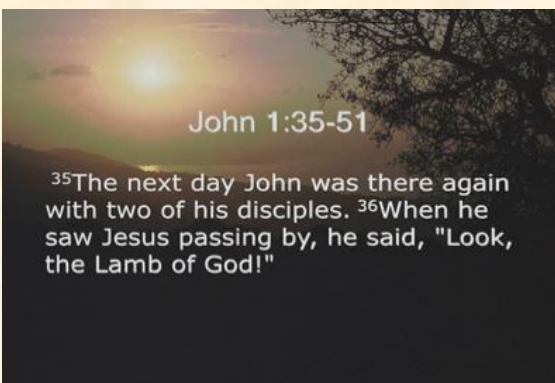 John 1:35-51
³⁵The next day John was there again
with two of his disciples. ³⁶When he
saw Jesus passing by, he said, "Look,
the Lamb of God!"